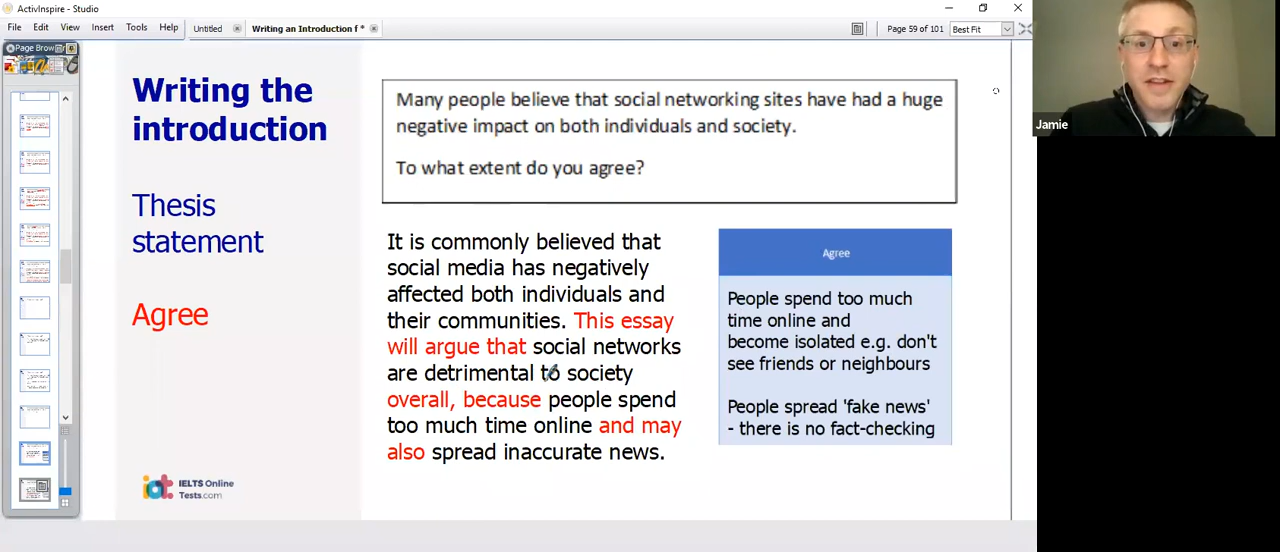 ActivInspire - Studio
File Edit View Insert Tools Help
Untitled
Writing an Introduction f *
Page 59 of 101
Best Fit
Page Brow
Writing the
introduction
Thesis
statement
Agree
Many people believe that social networking sites have had a huge
negative impact on both individuals and society.
To what extent do you agree?
It is commonly believed that
social media has negatively
affected both individuals and
their communities. This essay
will argue that social networks
are detrimental to society
overall, because people spend
too much time online and may
also spread inaccurate news.
Agree
People spend too much
time online and
become isolated e.g. don't
see friends or neighbours
People spread 'fake news'
- there is no fact-checking
iot IELTS Online
Tests.com
Jamie